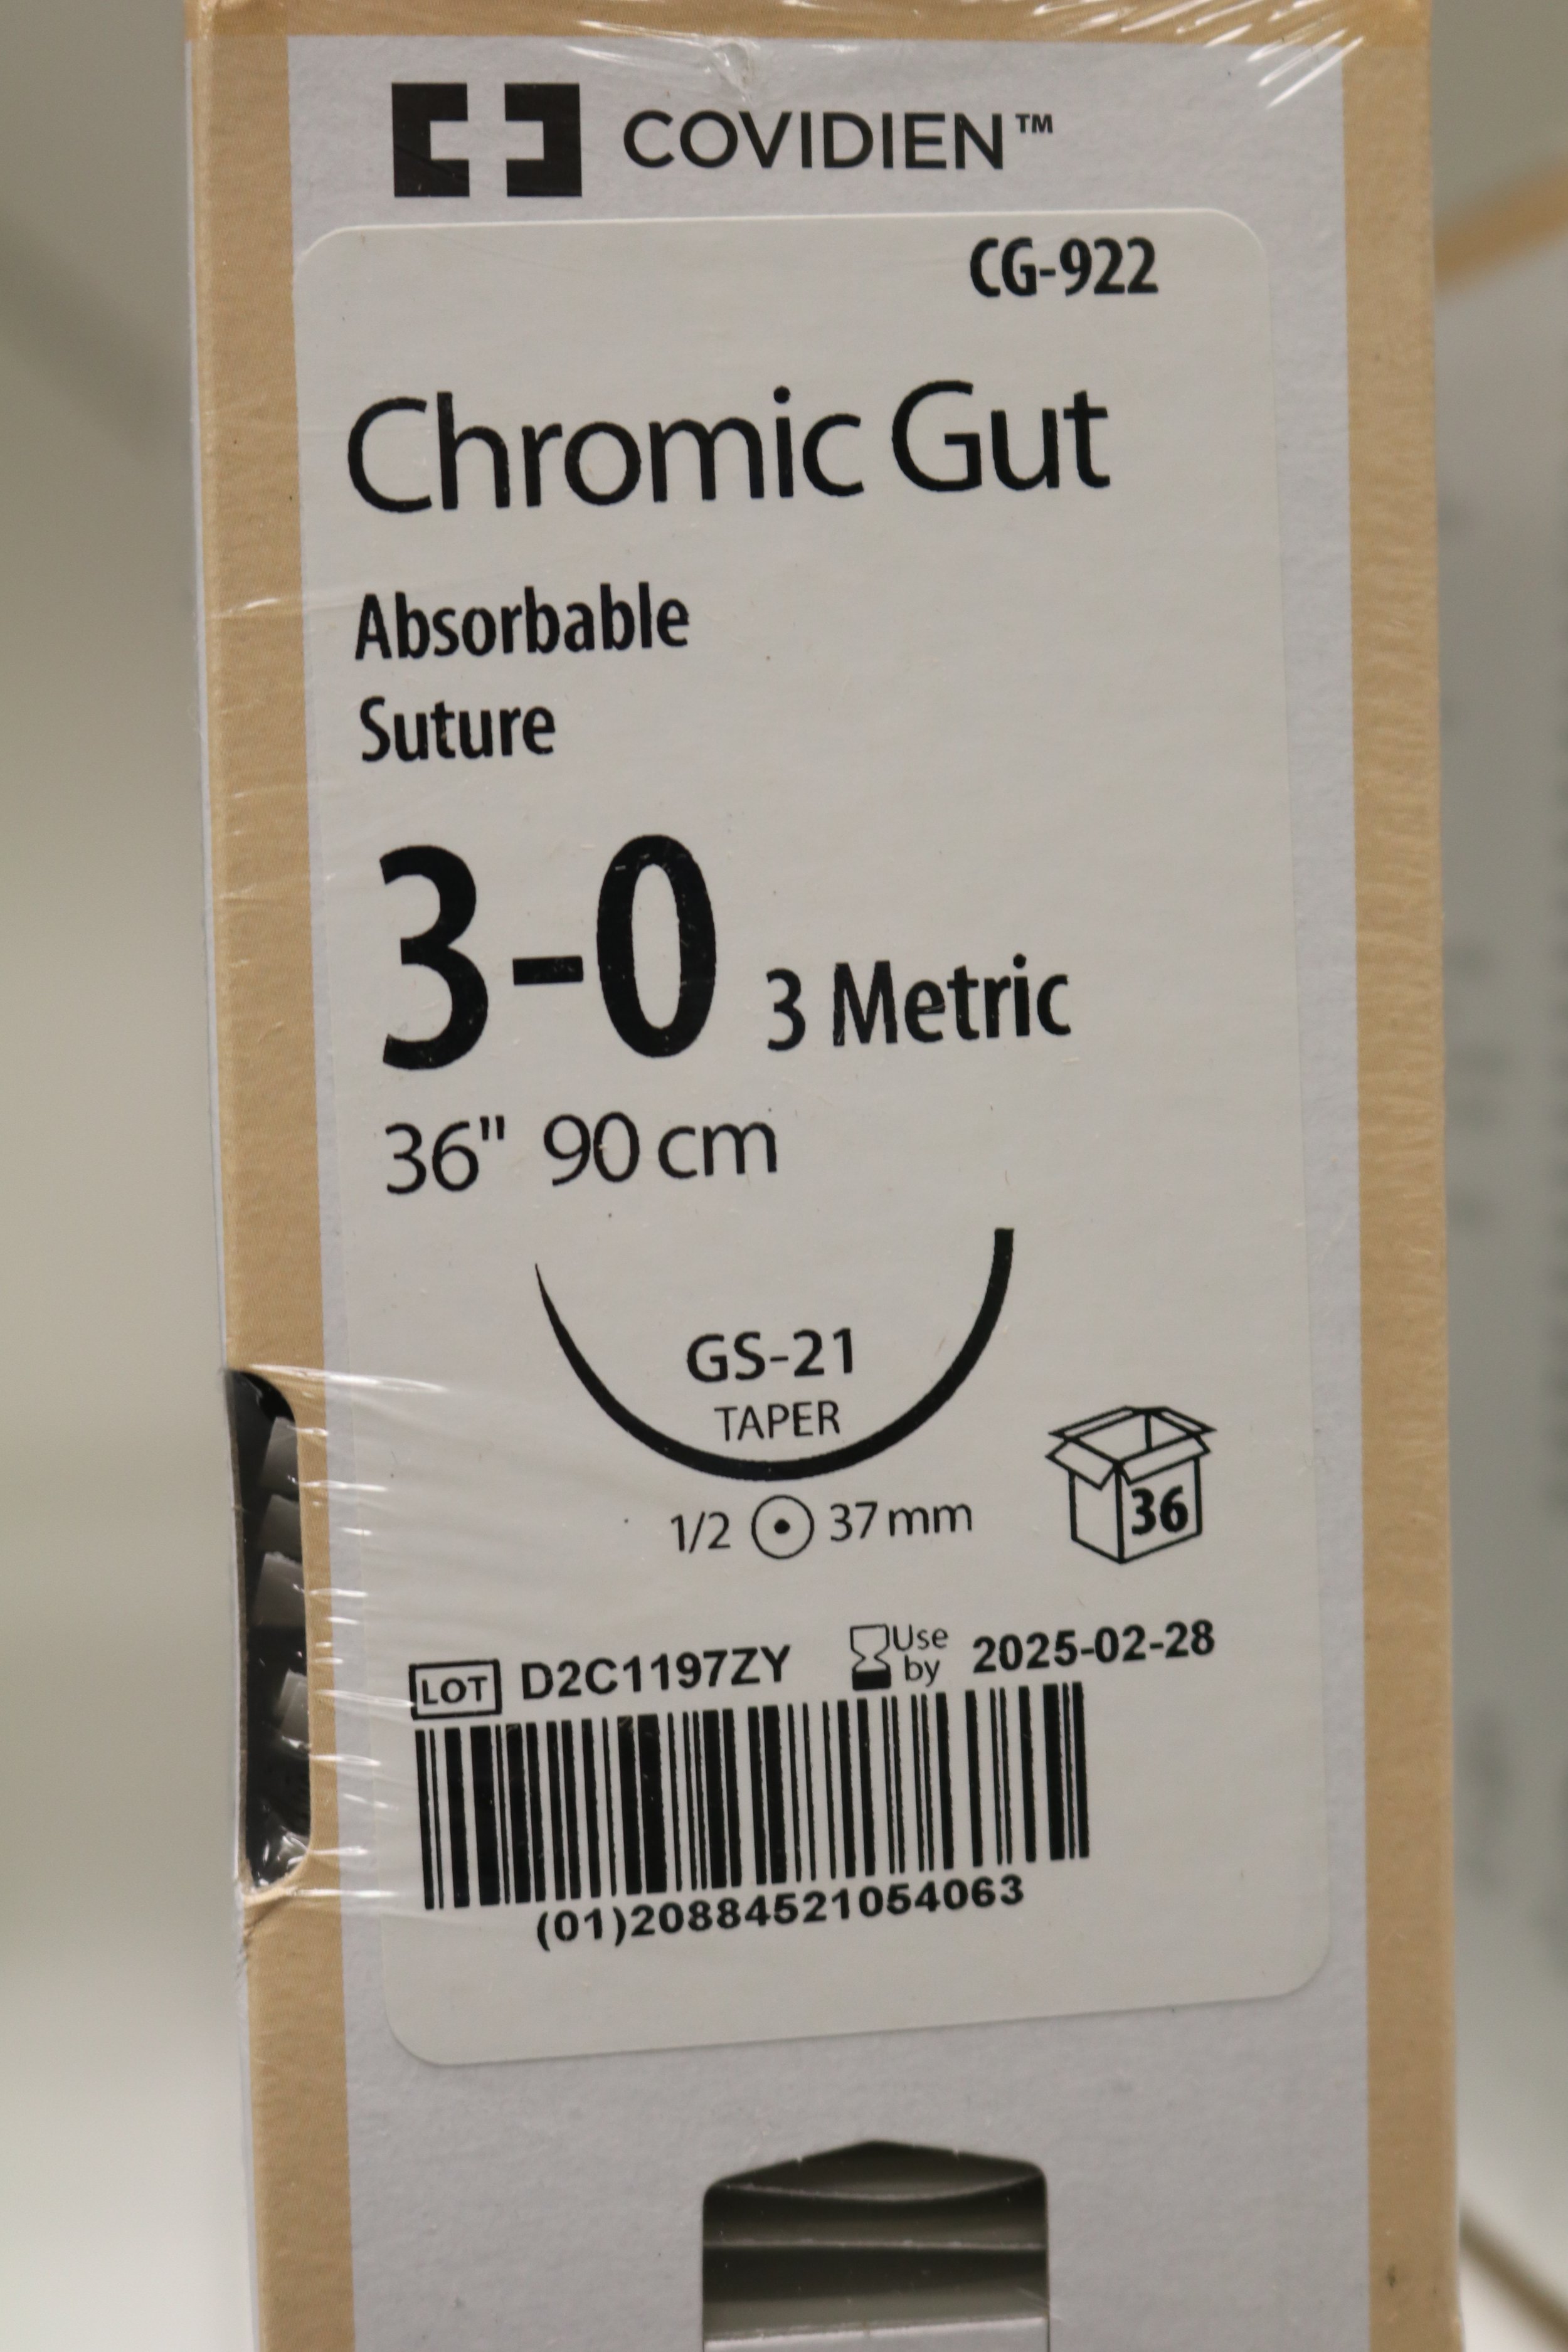 COVIDIEN™
CG-922
Chromic Gut
Absorbable
Suture
3-0 3 Metric
36" 90 cm
GS-21
TAPER
1/2 37 mm
36
LOT D2C1197ZY Use by 2025-02-28
(01)20884521054063